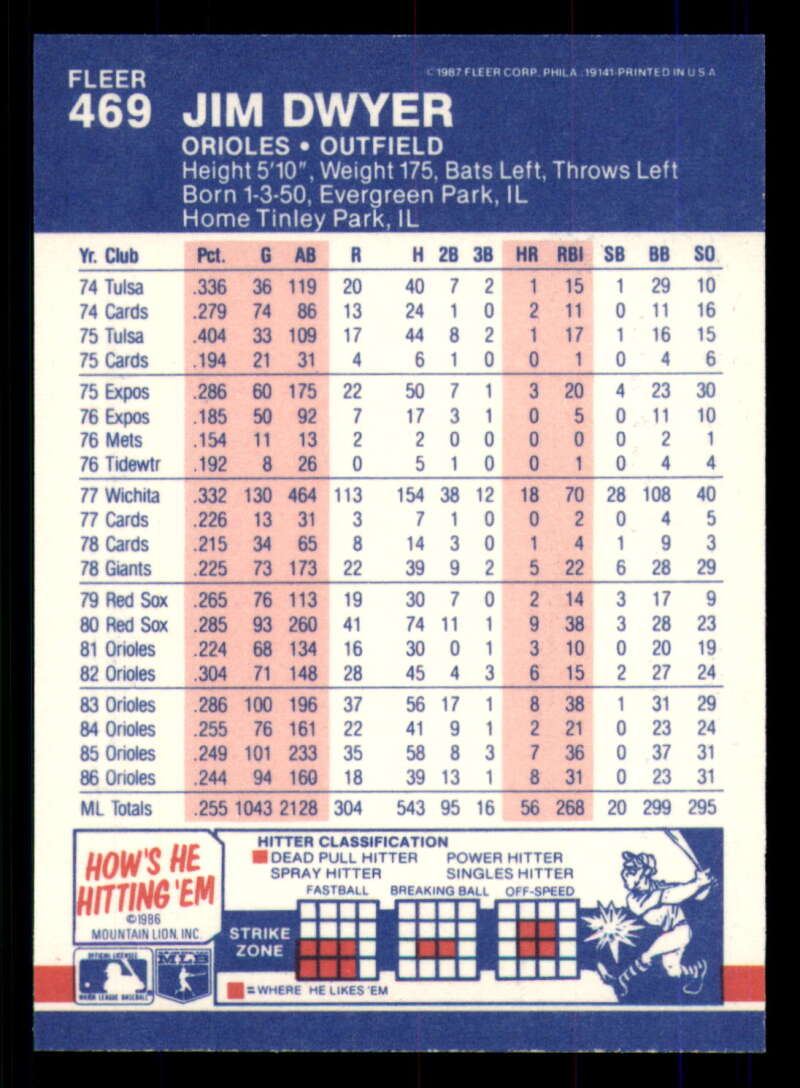 FLEER
469
© 1987 FLEER CORP. PHILA. 19141-PRINTED IN U S A
JIM DWYER
ORIOLES • OUTFIELD
Height 5'10", Weight 175, Bats Left, Throws Left
Born 1-3-50, Evergreen Park, IL
Home Tinley Park, IL
Yr. Club Pct. G AB R H 2B 3B HR RBI SB BB SO
74 Tulsa .336 36 119 20 40 7 2 1 15 1 29 10
74 Cards .279 74 86 13 24 1 0 2 11 0 11 16
75 Tulsa .404 33 109 17 44 8 2 1 17 1 16 15
75 Cards .194 21 31 4 6 1 0 0 1 0 4 6
75 Expos .286 60 175 22 50 7 1 3 20 4 23 30
76 Expos .185 50 92 7 17 3 1 0 5 0 11 10
76 Mets .154 11 13 2 2 0 0 0 0 0 2 1
76 Tidewtr .192 8 26 0 5 1 0 0 1 0 4 4
77 Wichita .332 130 464 113 154 38 12 18 70 28 108 40
77 Cards .226 13 31 3 7 1 0 0 2 0 4 5
78 Cards .215 34 65 8 14 3 0 1 4 1 9 3
78 Giants .225 73 173 22 39 9 2 5 22 6 28 29
79 Red Sox .265 76 113 19 30 7 0 2 14 3 17 9
80 Red Sox .285 93 260 41 74 11 1 9 38 3 28 23
81 Orioles .224 68 134 16 30 0 1 3 10 0 20 19
82 Orioles .304 71 148 28 45 4 3 6 15 2 27 24
83 Orioles .286 100 196 37 56 17 1 8 38 1 31 29
84 Orioles .255 76 161 22 41 9 1 2 21 0 23 24
85 Orioles .249 101 233 35 58 8 3 7 36 0 37 31
86 Orioles .244 94 160 18 39 13 1 8 31 0 23 31
ML Totals .255 1043 2128 304 543 95 16 56 268 20 299 295
HOW'S HE
HITTING 'EM
©1986
MOUNTAIN LION, INC.
HITTER CLASSIFICATION
DEAD PULL HITTER POWER HITTER
SPRAY HITTER SINGLES HITTER
FASTBALL BREAKING BALL OFF-SPEED
STRIKE
ZONE
= WHERE HE LIKES 'EM
OFFICIAL LICENSEE
MAJOR LEAGUE BASEBALL
MLB